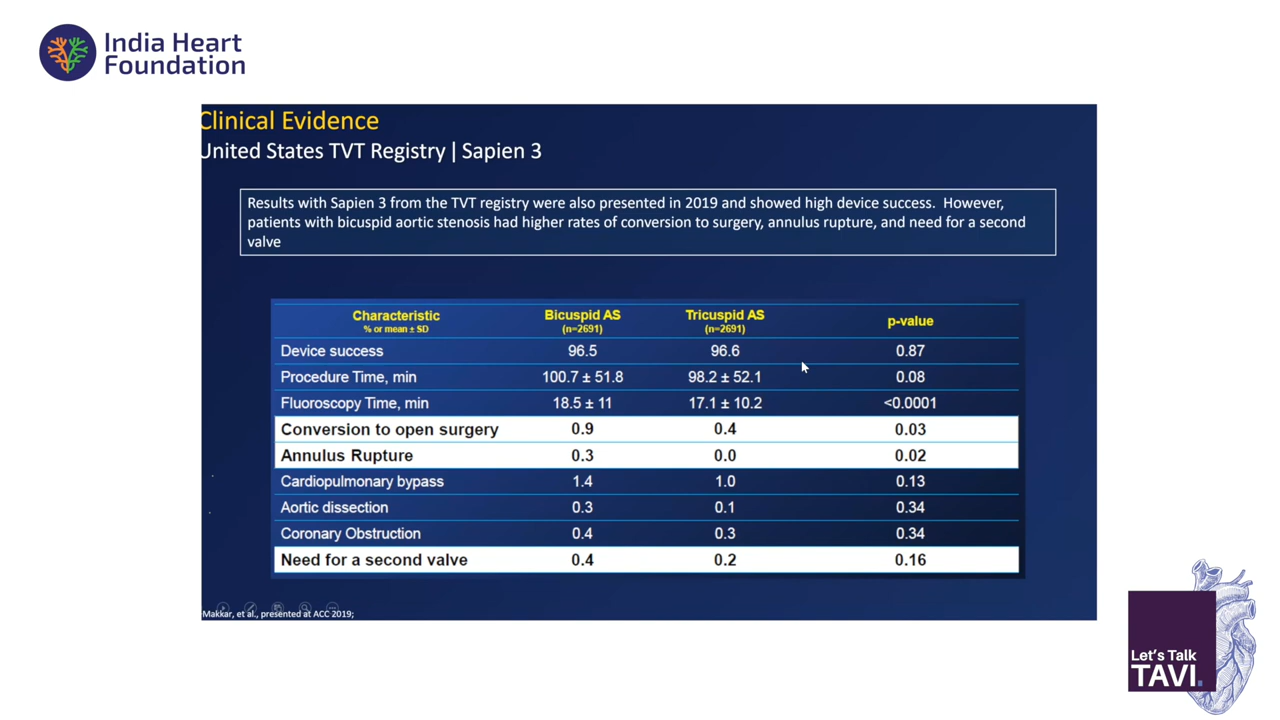 India Heart
Foundation
Clinical Evidence
United States TVT Registry | Sapien 3
Results with Sapien 3 from the TVT registry were also presented in 2019 and showed high device success. However,
patients with bicuspid aortic stenosis had higher rates of conversion to surgery, annulus rupture, and need for a second
valve
Characteristic Bicuspid AS Tricuspid AS p-value
% or mean ± SD (n=2691) (n=2691)
Device success 96.5 96.6 0.87
Procedure Time, min 100.7 ± 51.8 98.2 ± 52.1 0.08
Fluoroscopy Time, min 18.5 ± 11 17.1 ± 10.2 <0.0001
Conversion to open surgery 0.9 0.4 0.03
Annulus Rupture 0.3 0.0 0.02
Cardiopulmonary bypass 1.4 1.0 0.13
Aortic dissection 0.3 0.1 0.34
Coronary Obstruction 0.4 0.3 0.34
Need for a second valve 0.4 0.2 0.16
Makkar, et al., presented at ACC 2019;
Let's Talk
TAVI.